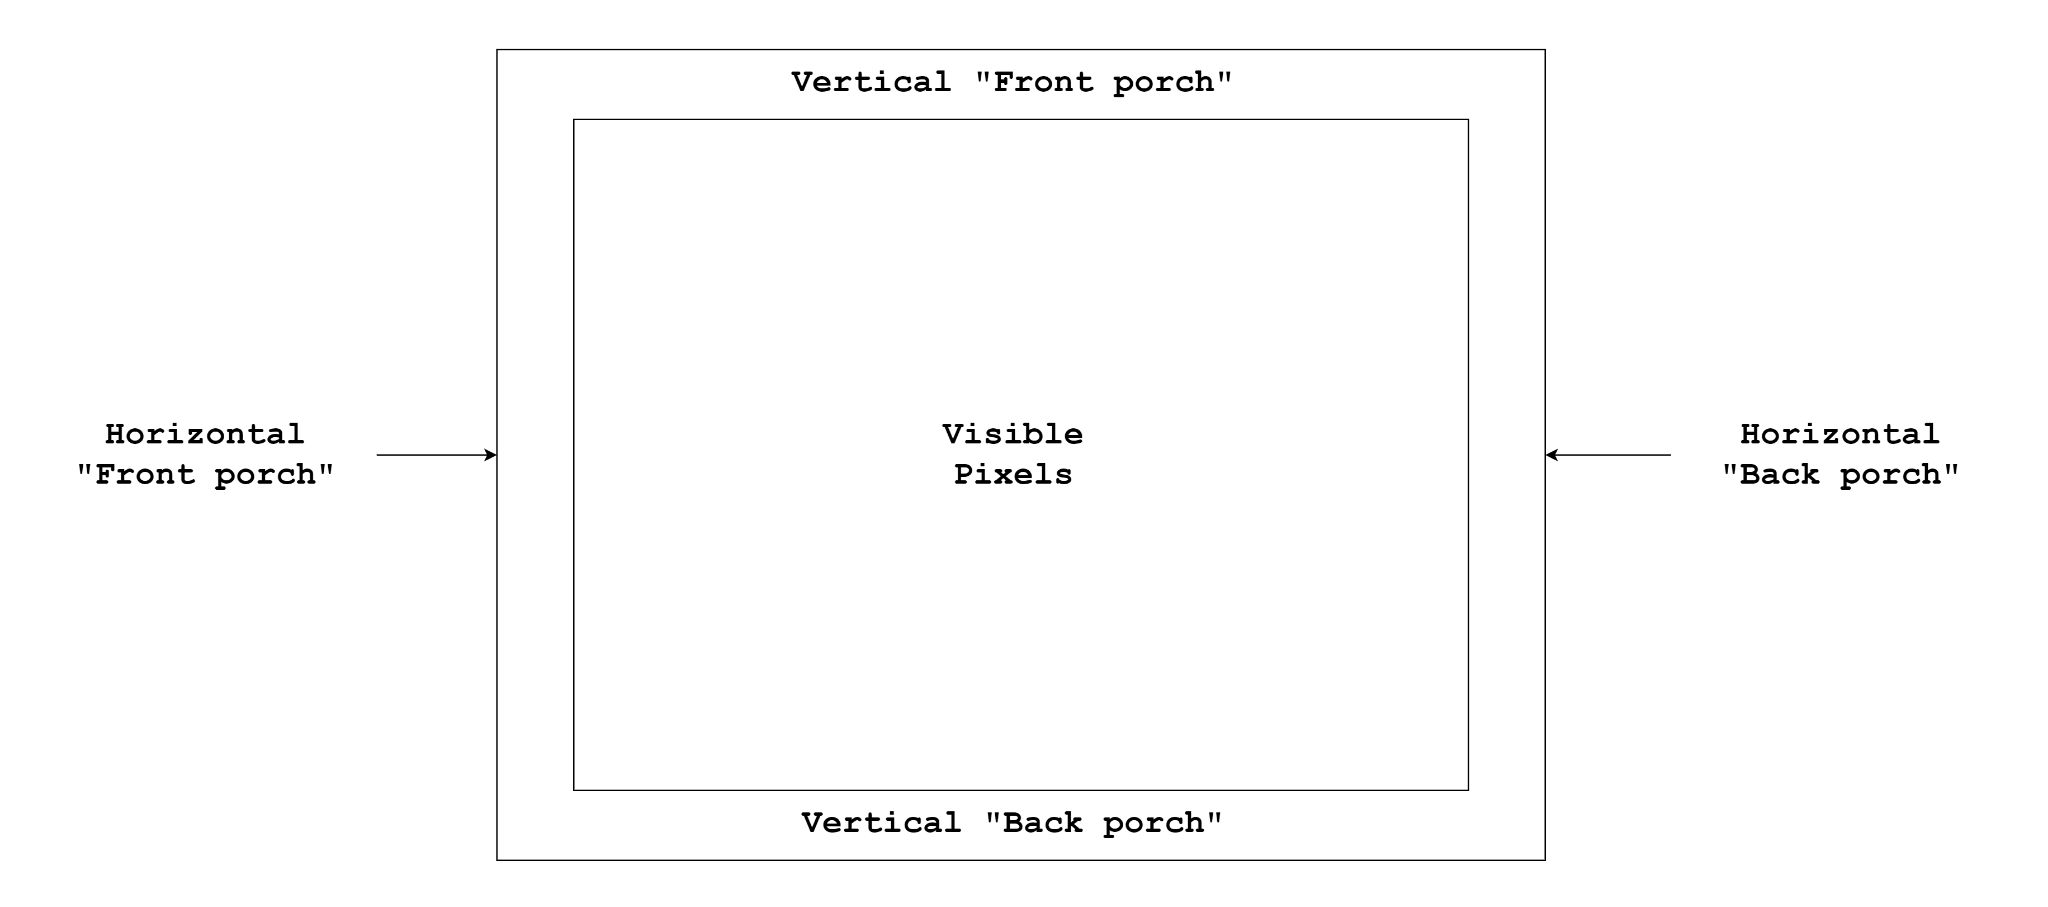 Vertical "Front porch"
Horizontal
"Front porch"
Visible
Pixels
Horizontal
"Back porch"
Vertical "Back porch"